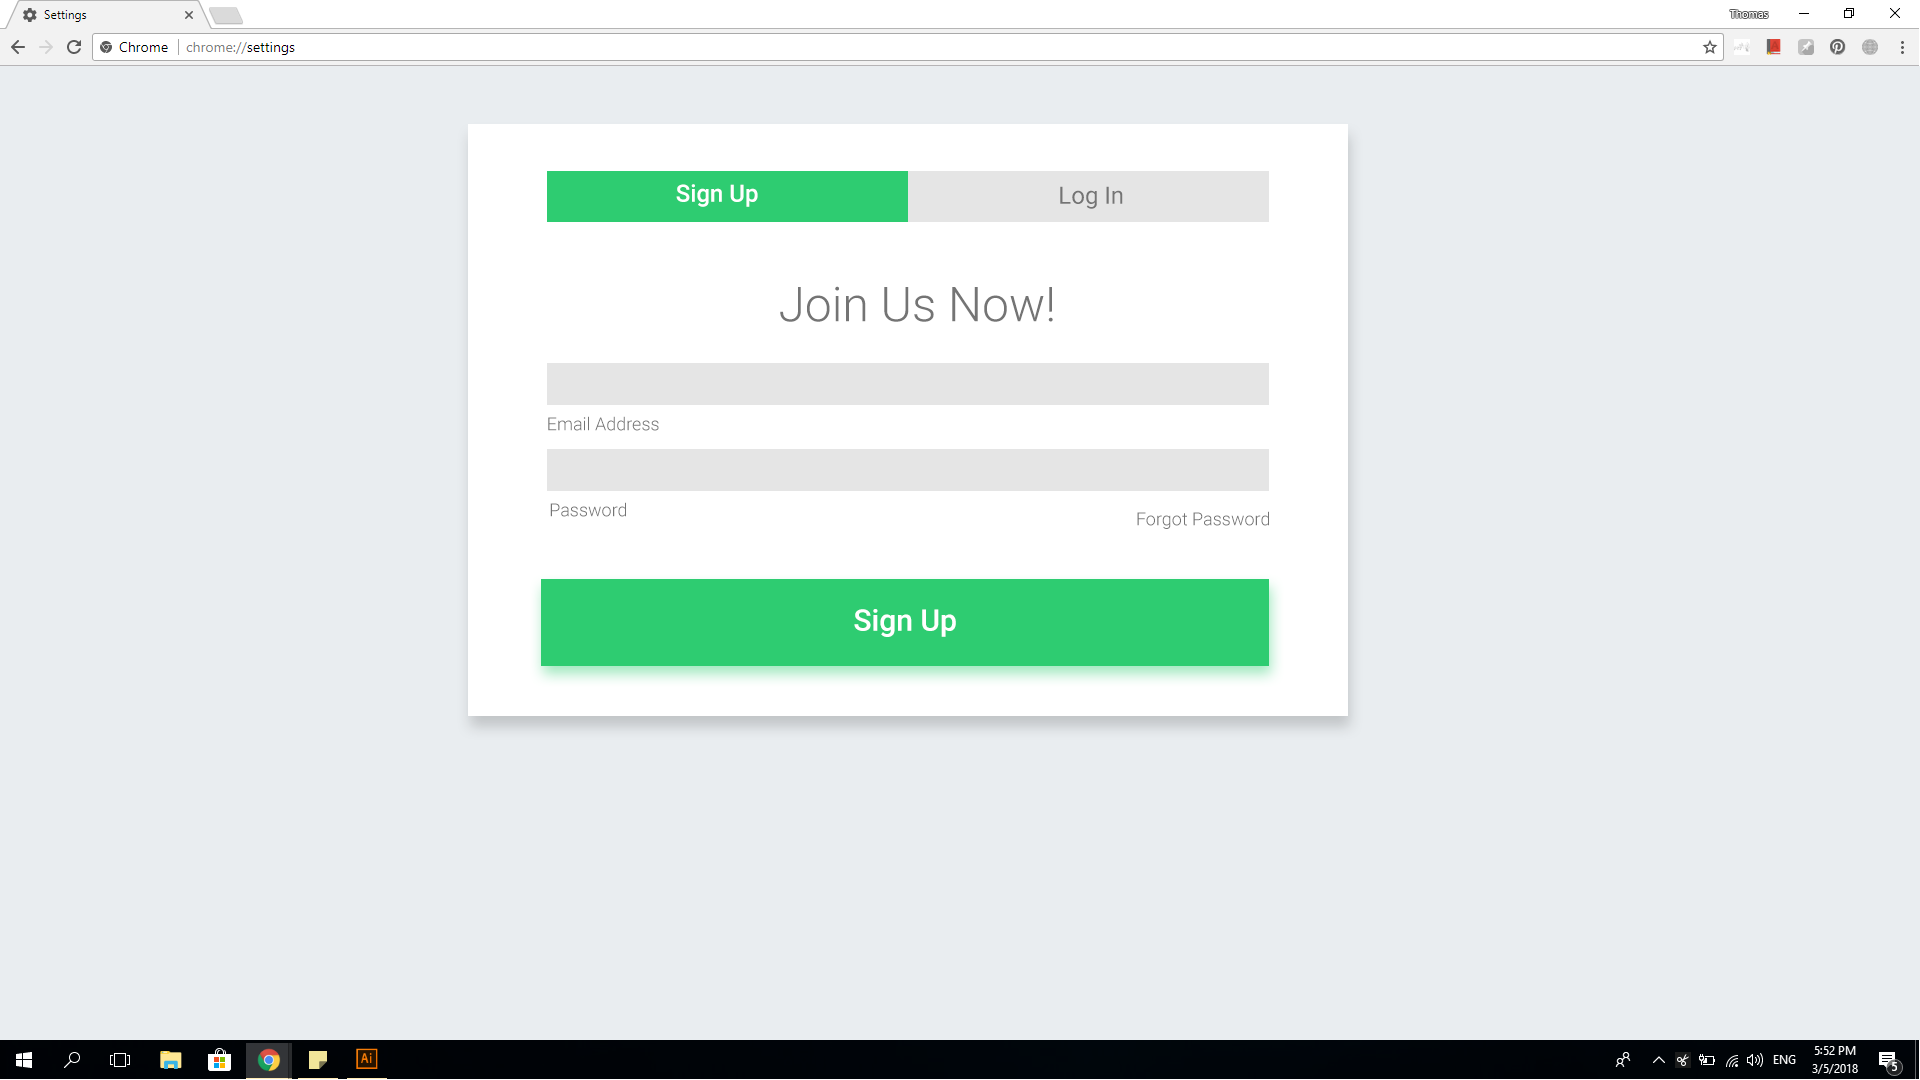 Settings
Thomas
Chrome chrome://settings
Sign Up
Log In
Join Us Now!
Email Address
Password
Forgot Password
Sign Up
Ai
ENG
5:52 PM
3/5/2018
5